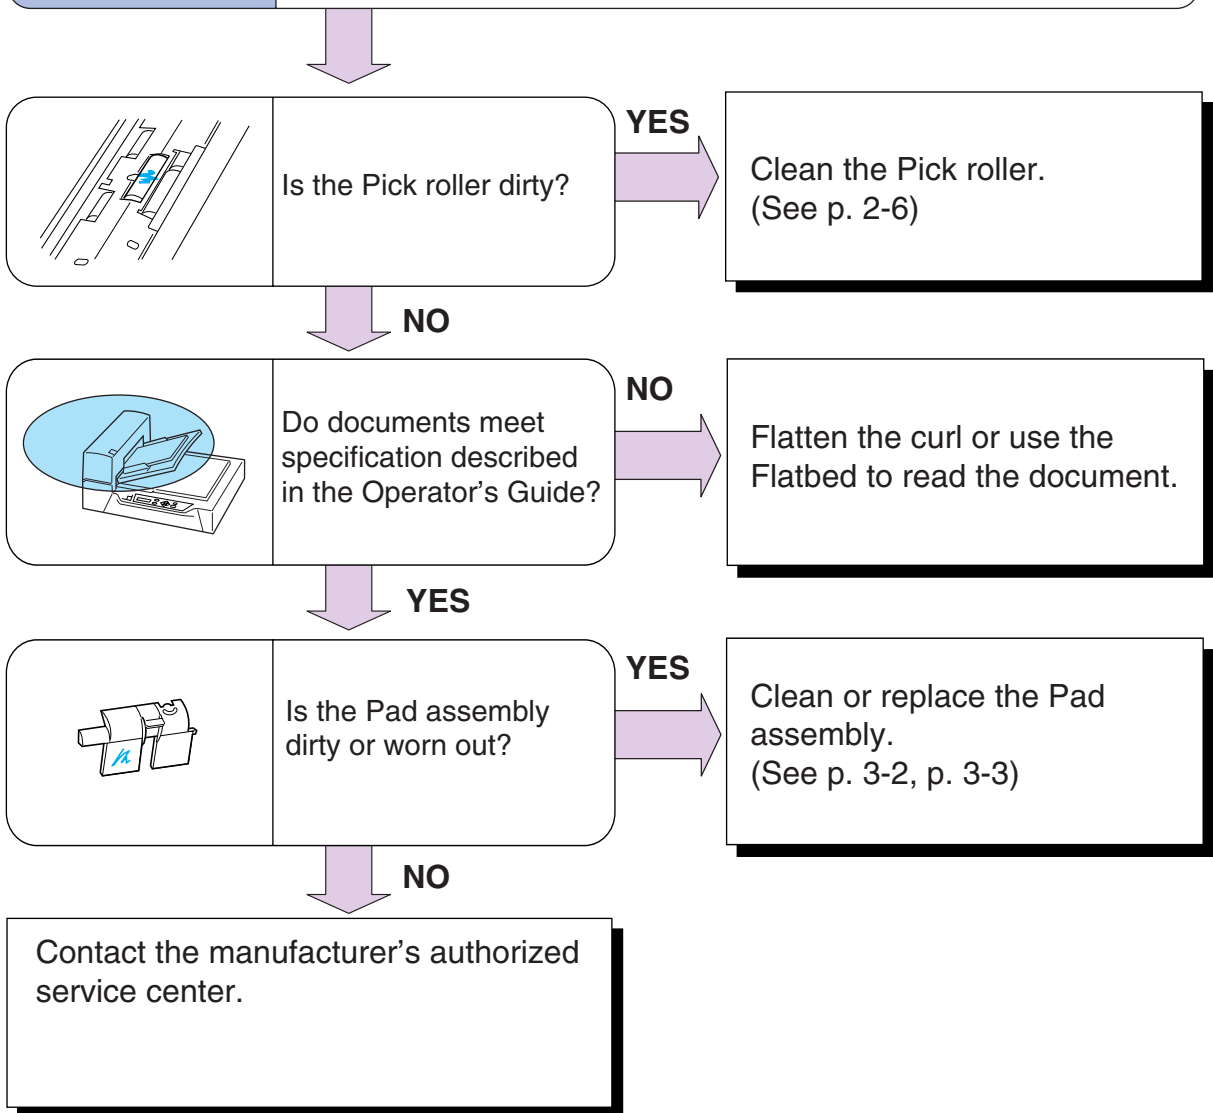 Is the Pick roller dirty?
YES
Clean the Pick roller.
(See p. 2-6)
NO
Do documents meet
specification described
in the Operator’s Guide?
NO
Flatten the curl or use the
Flatbed to read the document.
YES
Is the Pad assembly
dirty or worn out?
YES
Clean or replace the Pad
assembly.
(See p. 3-2, p. 3-3)
NO
Contact the manufacturer’s authorized
service center.